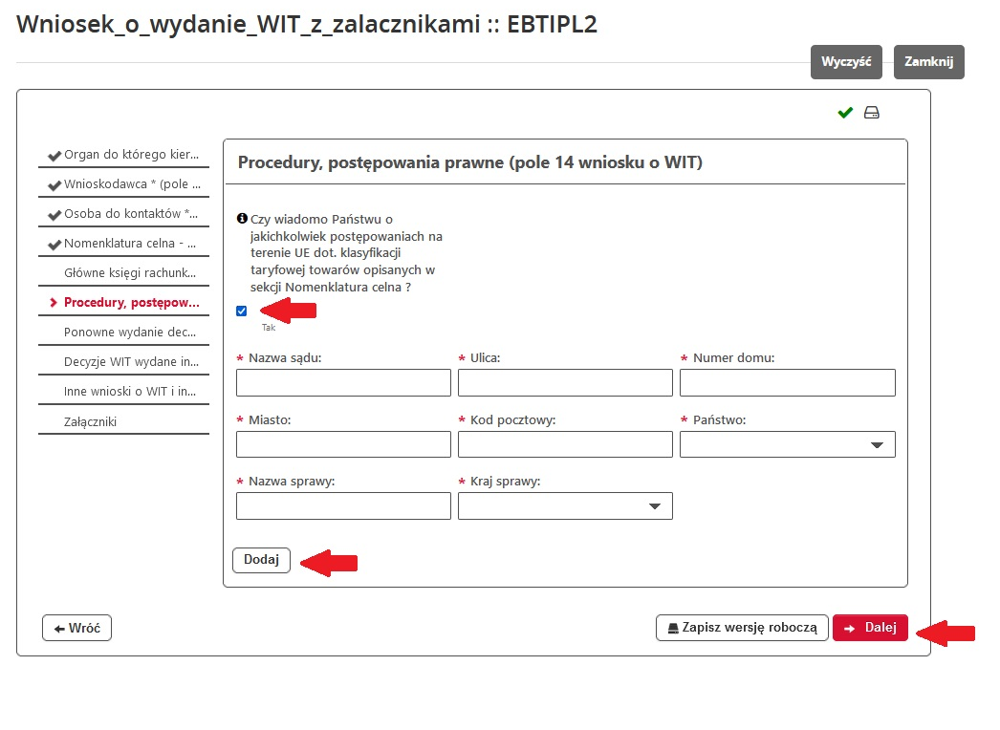 Wniosek_o_wydanie_WIT_z_zalacznikami :: EBTIPL2
Wyczyść
Zamknij
Organ do którego kier...
Wnioskodawca * (pole ...
Osoba do kontaktów *...
Nomenklatura celna - ...
Główne księgi rachunk...
Procedury, postępow...
Ponowne wydanie dec...
Decyzje WIT wydane in...
Inne wnioski o WIT i in...
Załączniki
Procedury, postępowania prawne (pole 14 wniosku o WIT)
Czy wiadomo Państwu o
jakichkolwiek postępowaniach na
terenie UE dot. klasyfikacji
taryfowej towarów opisanych w
sekcji Nomenklatura celna ?
Tak
* Nazwa sądu:
* Ulica:
* Numer domu:
* Miasto:
* Kod pocztowy:
* Państwo:
* Nazwa sprawy:
* Kraj sprawy:
Dodaj
Wróć
Zapisz wersję roboczą
Dalej